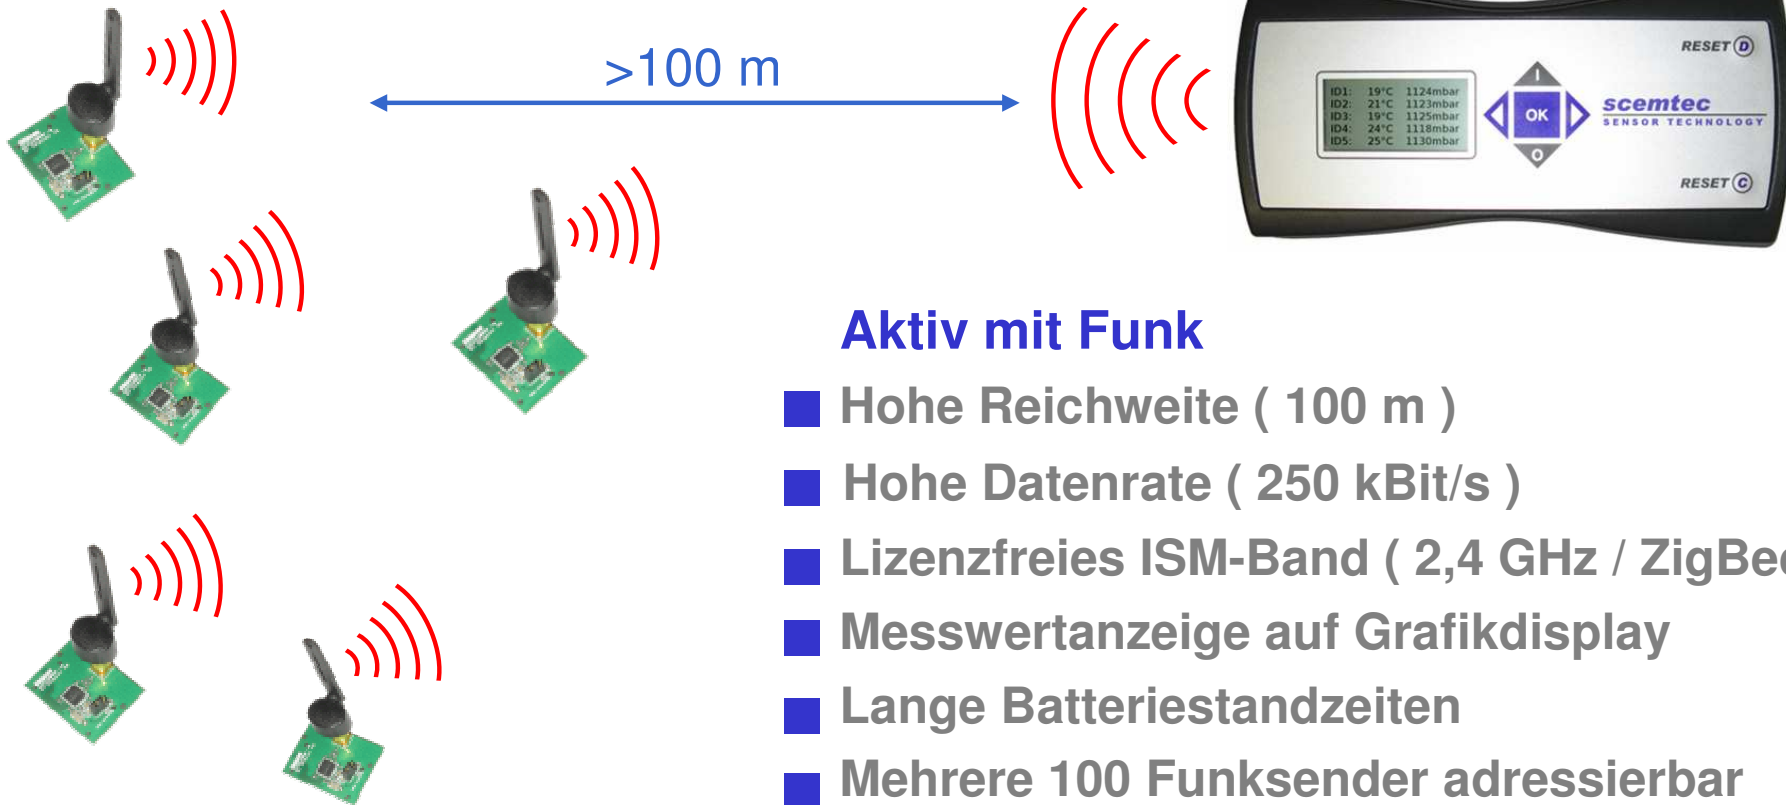 >100 m
RESET D
ID1: 19°C 1124mbar
ID2: 21°C 1123mbar
ID3: 19°C 1125mbar
ID4: 24°C 1118mbar
ID5: 25°C 1130mbar
I
OK
O
scemtec
SENSOR TECHNOLOGY
RESET C
Aktiv mit Funk
Hohe Reichweite ( 100 m )
Hohe Datenrate ( 250 kBit/s )
Lizenzfreies ISM-Band ( 2,4 GHz / ZigBee
Messwertanzeige auf Grafikdisplay
Lange Batteriestandzeiten
Mehrere 100 Funksender adressierbar